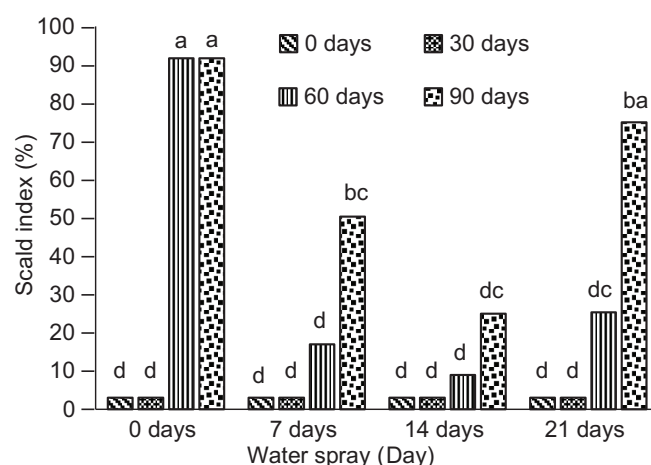 100
90
80
70
60
50
40
30
20
10
0
Scald index (%)
0 days 30 days
60 days 90 days
d d a a
d d d bc
d d d dc
d d dc ba
0 days 7 days 14 days 21 days
Water spray (Day)